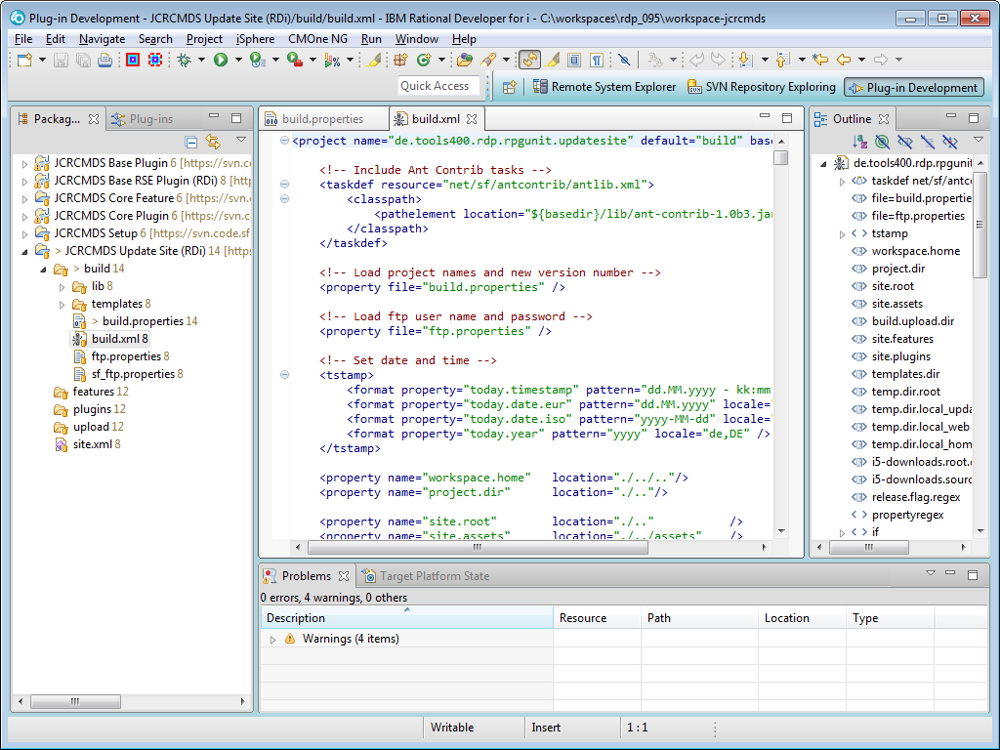 Plug-in Development - JCRCMDS Update Site (RDi)/build/build.xml - IBM Rational Developer for i - C:\workspaces\rdp_095\workspace-jcrcmds
File Edit Navigate Search Project iSphere CMOne NG Run Window Help
Quick Access
Remote System Explorer
SVN Repository Exploring
Plug-in Development
Packag...
Plug-ins
JCRCMDS Base Plugin 6 [https://svn.co
JCRCMDS Base RSE Plugin (RDi) 8 [http
JCRCMDS Core Feature 6 [https://svn.
JCRCMDS Core Plugin 6 [https://svn.co
JCRCMDS Setup 6 [https://svn.code.sf
> JCRCMDS Update Site (RDi) 14 [https
> build 14
lib 8
templates 8
> build.properties 14
build.xml 8
ftp.properties 8
sf_ftp.properties 8
features 12
plugins 12
upload 12
site.xml 8
build.properties
build.xml
<project name="de.tools400.rdp.rpgunit.updatesite" default="build" base
<!-- Include Ant Contrib tasks -->
<taskdef resource="net/sf/antcontrib/antlib.xml">
<classpath>
<pathelement location="${basedir}/lib/ant-contrib-1.0b3.jar
</classpath>
</taskdef>
<!-- Load project names and new version number -->
<property file="build.properties" />
<!-- Load ftp user name and password -->
<property file="ftp.properties" />
<!-- Set date and time -->
<tstamp>
<format property="today.timestamp" pattern="dd.MM.yyyy - kk:mm
<format property="today.date.eur" pattern="dd.MM.yyyy" locale="
<format property="today.date.iso" pattern="yyyy-MM-dd" locale="
<format property="today.year" pattern="yyyy" locale="de,DE" />
</tstamp>
<property name="workspace.home" location="./../.."/>
<property name="project.dir" location="./.."/>
<property name="site.root" location="./.." />
<property name="site.assets" location="./../assets" />
Outline
de.tools400.rdp.rpgunit
taskdef net/sf/antco
file=build.propertie
file=ftp.properties
tstamp
workspace.home
project.dir
site.root
site.assets
build.upload.dir
site.features
site.plugins
templates.dir
temp.dir.root
temp.dir.local_upda
temp.dir.local_web
temp.dir.local_hom
i5-downloads.root.
i5-downloads.sourc
release.flag.regex
propertyregex
if
Problems
Target Platform State
0 errors, 4 warnings, 0 others
Description Resource Path Location Type
Warnings (4 items)
Writable Insert 1 : 1